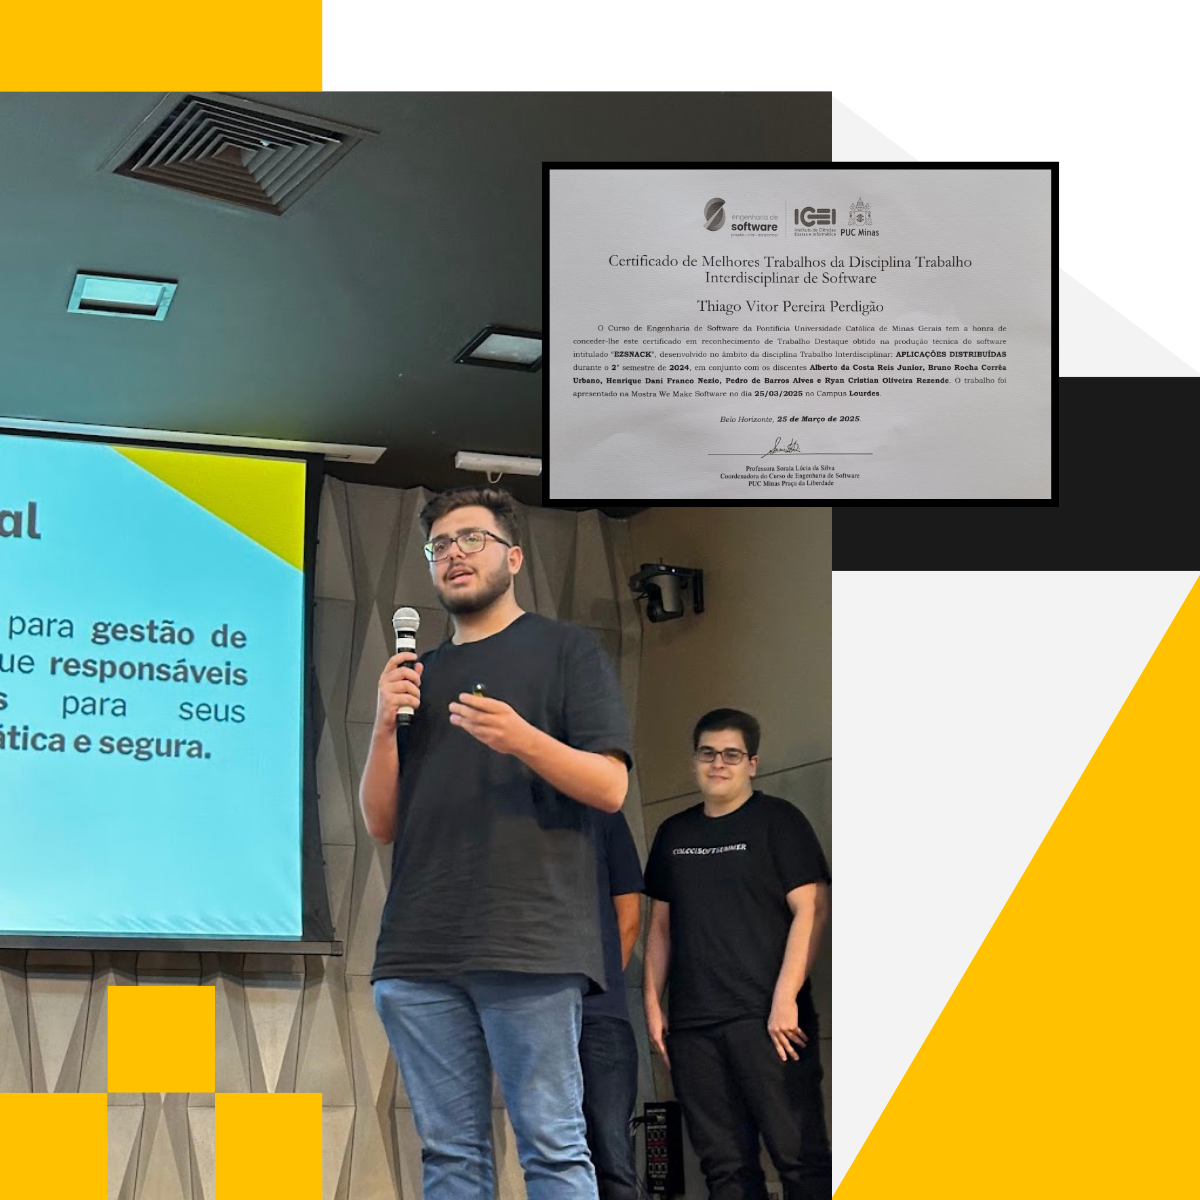 engenharia de
software
ICEI
Instituto de Ciências
Exatas e Informática
PUC Minas
Certificado de Melhores Trabalhos da Disciplina Trabalho
Interdisciplinar de Software
Thiago Vitor Pereira Perdigão
O Curso de Engenharia de Software da Pontifícia Universidade Católica de Minas Gerais tem a honra de
conceder-lhe este certificado em reconhecimento de Trabalho Destaque obtido na produção técnica do software
intitulado "EZSNACK", desenvolvido no âmbito da disciplina Trabalho Interdisciplinar: APLICAÇÕES DISTRIBUÍDAS
durante o 2º semestre de 2024, em conjunto com os discentes Alberto da Costa Reis Junior, Bruno Rocha Corrêa
Urbano, Henrique Dani Franco Nezio, Pedro de Barros Alves e Ryan Cristian Oliveira Rezende. O trabalho foi
apresentado na Mostra We Make Software no dia 25/03/2025 no Campus Lourdes.
Belo Horizonte, 25 de Março de 2025.
Professora Soraia Lúcia da Silva
Coordenadora do Curso de Engenharia de Software
PUC Minas Praça da Liberdade
al
para gestão de
ue responsáveis
s para seus
ática e segura.